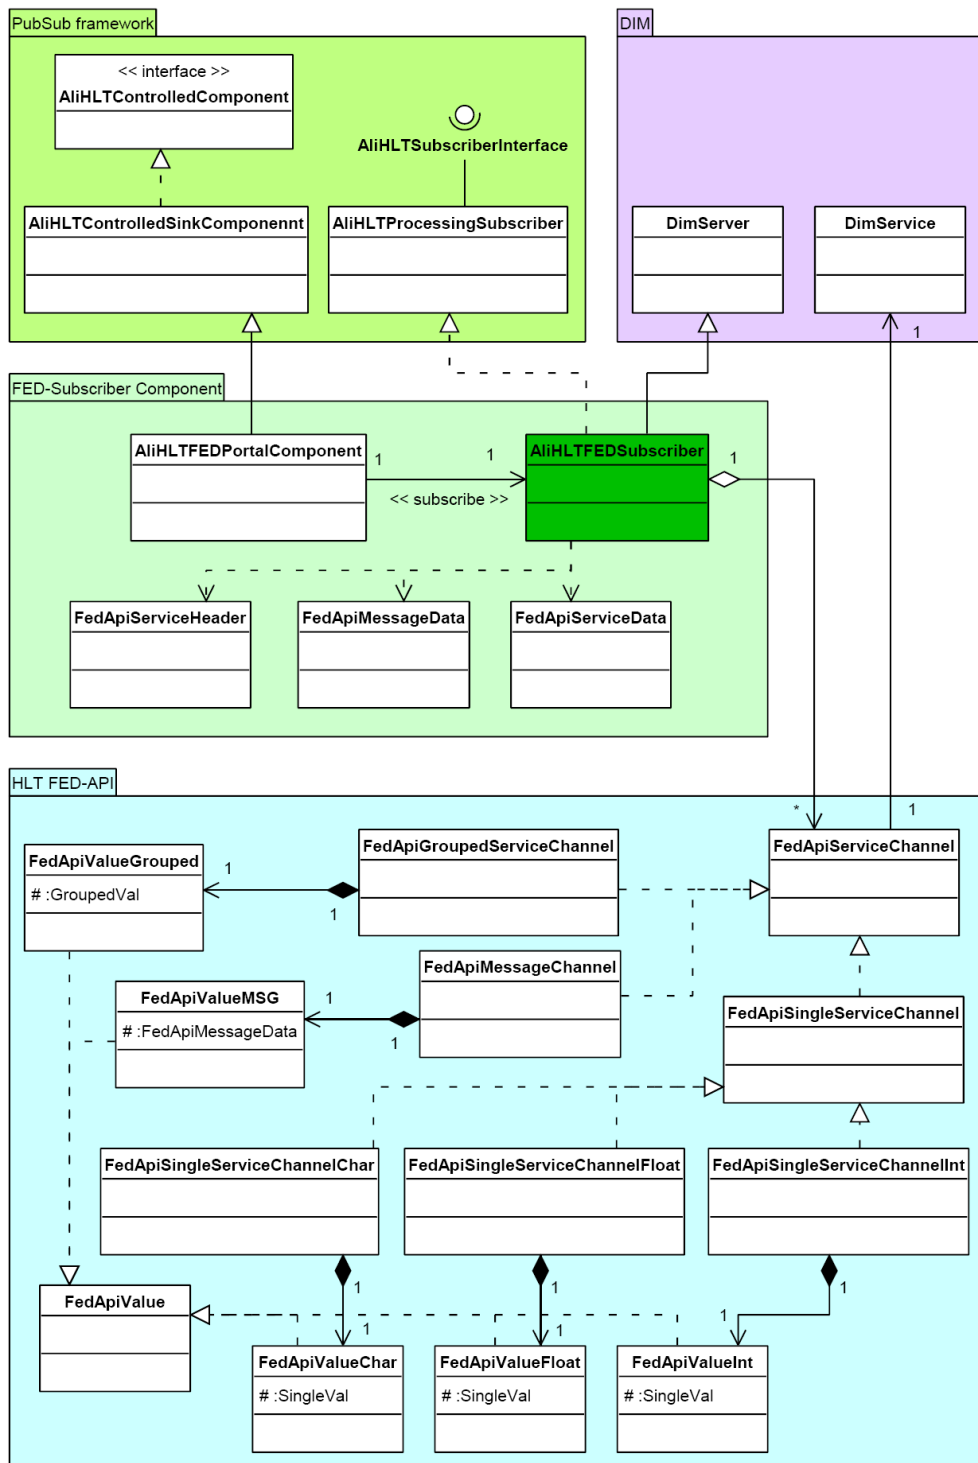 PubSub framework
DIM
<< interface >>
AliHLTControlledComponent
AliHLTSubscriberInterface
AliHLTControlledSinkComponennt
AliHLTProcessingSubscriber
DimServer
DimService
1
FED-Subscriber Component
AliHLTFEDPortalComponent
1
1
<< subscribe >>
AliHLTFEDSubscriber
1
FedApiServiceHeader
FedApiMessageData
FedApiServiceData
HLT FED-API
*
1
FedApiValueGrouped
# :GroupedVal
1
1
FedApiGroupedServiceChannel
FedApiServiceChannel
FedApiValueMSG
# :FedApiMessageData
1
1
FedApiMessageChannel
FedApiSingleServiceChannel
FedApiSingleServiceChannelChar
FedApiSingleServiceChannelFloat
FedApiSingleServiceChannelInt
1
1
1
FedApiValue
1
1
1
FedApiValueChar
# :SingleVal
FedApiValueFloat
# :SingleVal
FedApiValueInt
# :SingleVal